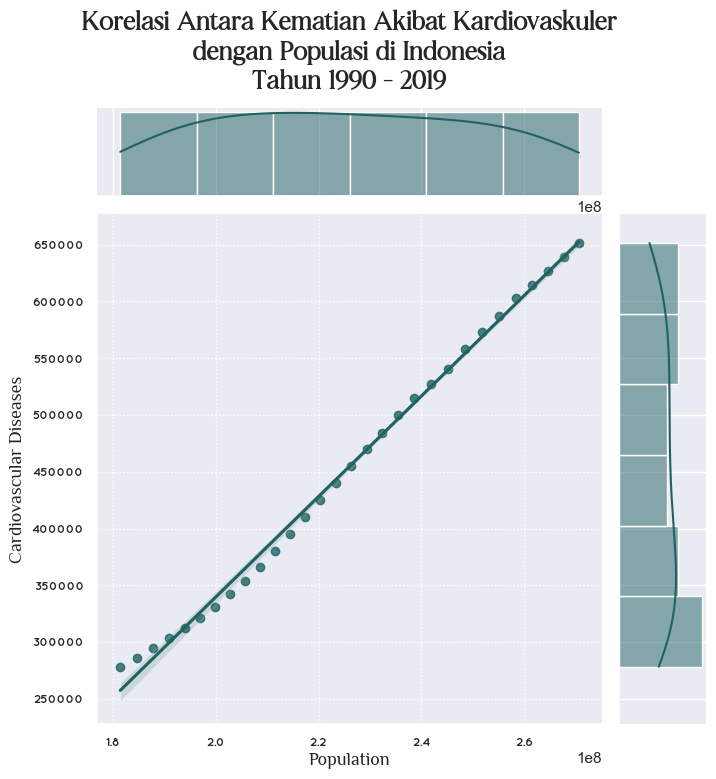 Korelasi Antara Kematian Akibat Kardiovaskuler
dengan Populasi di Indonesia
Tahun 1990 - 2019
1e8
650000
600000
550000
500000
450000
400000
350000
300000
250000
Cardiovascular Diseases
1.8 2.0 2.2 2.4 2.6
Population
1e8